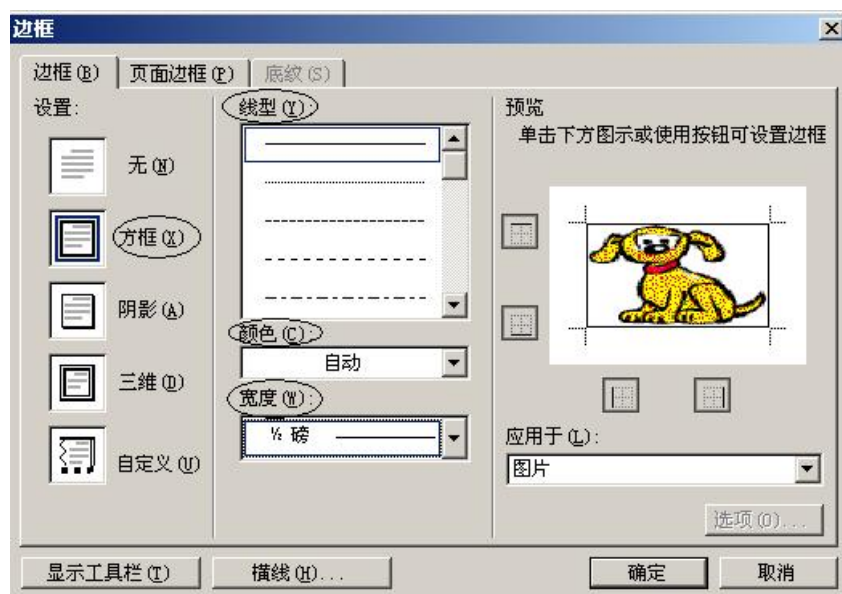 边框
边框(B) 页面边框(P) 底纹(S)
设置:
无(N)
方框(X)
阴影(A)
三维(D)
自定义(U)
线型(Y)
颜色(C):
自动
宽度(W):
½ 磅
预览
单击下方图示或使用按钮可设置边框
应用于(L):
图片
选项(O)...
显示工具栏(T) 横线(H)... 确定 取消